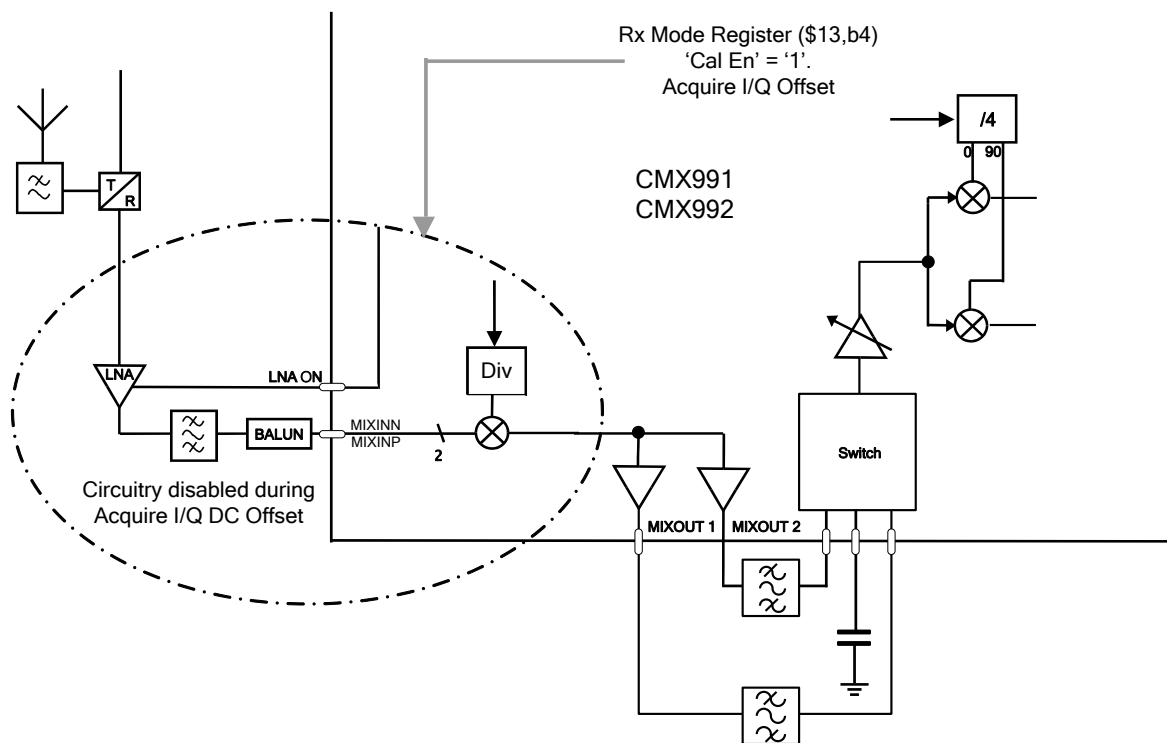 Rx Mode Register ($13,b4)
‘Cal En’ = ‘1’.
Acquire I/Q Offset
/4
0 90
T
R
CMX991
CMX992
LNA
LNA ON
Div
BALUN
MIXINN
MIXINP
2
Switch
Circuitry disabled during
Acquire I/Q DC Offset
MIXOUT 1 MIXOUT 2